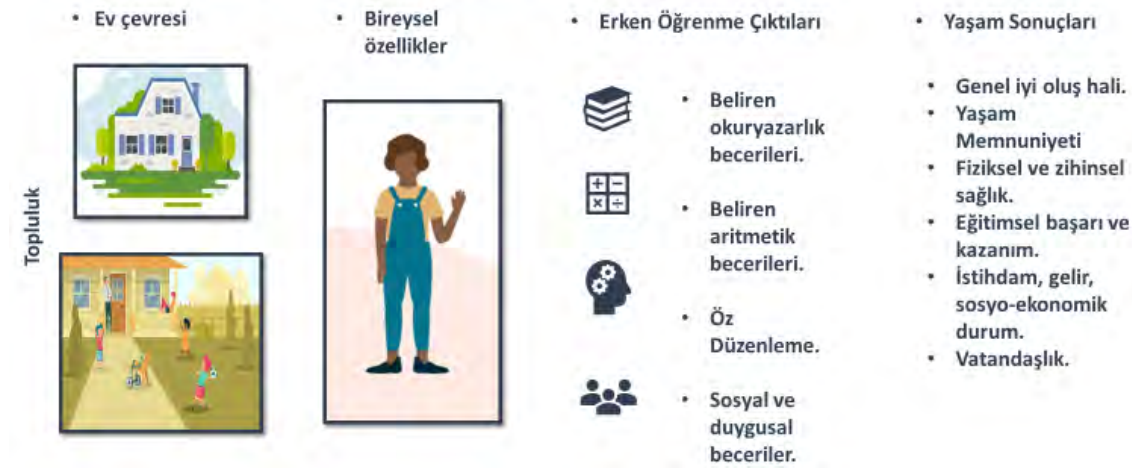 • Ev çevresi
Topluluk
• Bireysel
özellikler
• Erken Öğrenme Çıktıları
• Beliren
okuryazarlık
becerileri.
• Beliren
aritmetik
becerileri.
• Öz
Düzenleme.
• Sosyal ve
duygusal
beceriler.
• Yaşam Sonuçları
• Genel iyi oluş hali.
• Yaşam
Memnuniyeti
• Fiziksel ve zihinsel
sağlık.
• Eğitimsel başarı ve
kazanım.
• İstihdam, gelir,
sosyo-ekonomik
durum.
• Vatandaşlık.